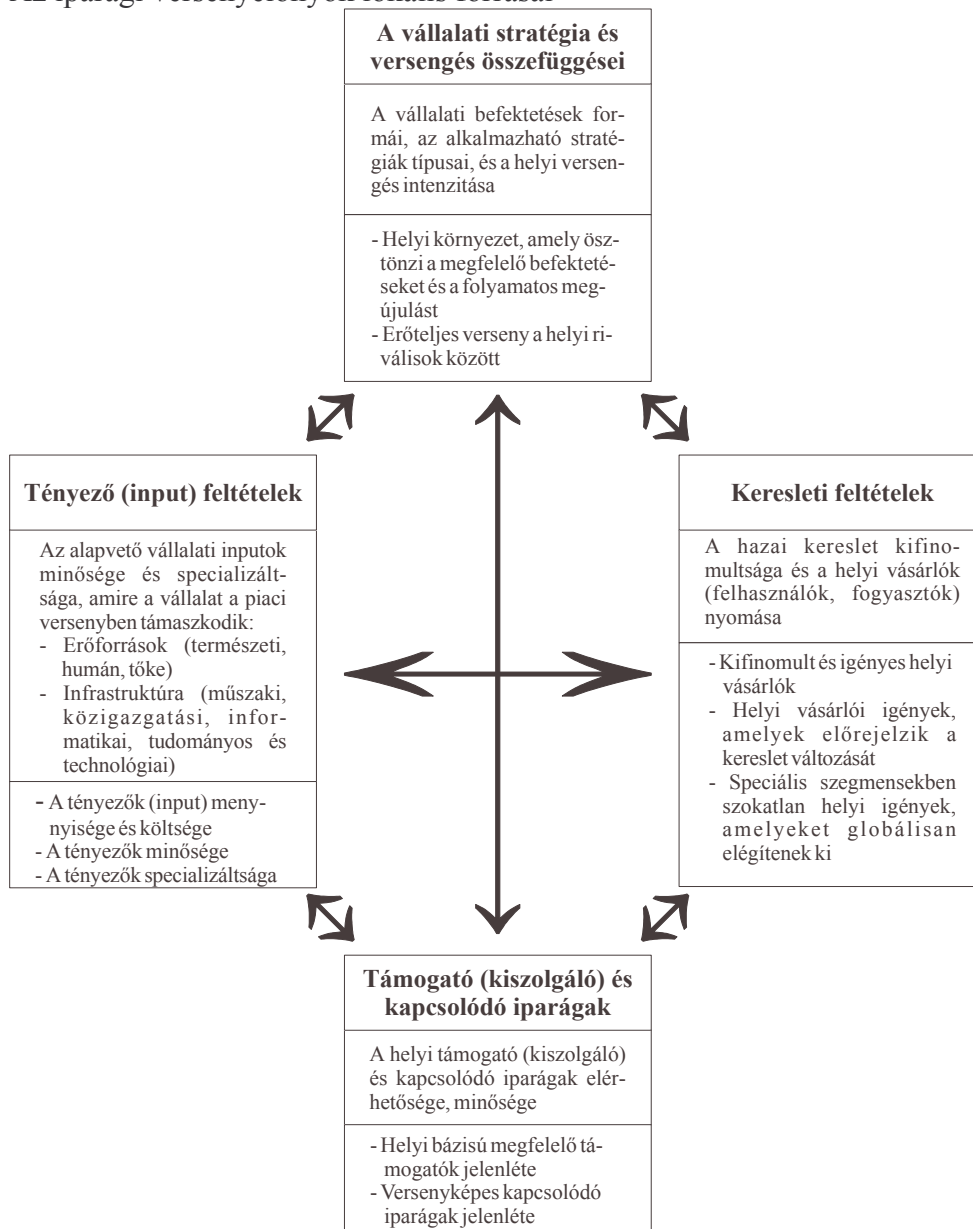 Az iparági versenyelőnyök lokális forrásai
A vállalati stratégia és
versengés összefüggései
A vállalati befektetések for-
mái, az alkalmazható straté-
giák típusai, és a helyi verseny-
gés intenzitása
- Helyi környezet, amely ösz-
tönzi a megfelelő befekteté-
seket és a folyamatos meg-
újulást
- Erőteljes verseny a helyi ri-
válisok között
Tényező (input) feltételek
Az alapvető vállalati inputok
minősége és specializált-
sága, amire a vállalat a piaci
versenyben támaszkodik:
- Erőforrások (természeti,
humán, tőke)
- Infrastruktúra (műszaki,
közigazgatási, infor-
matikai, tudományos és
technológiai)
- A tényezők (input) meny-
nyisége és költsége
- A tényezők minősége
- A tényezők specializáltsága
Keresleti feltételek
A hazai kereslet kifino-
multsága és a helyi vásárlók
(felhasználók, fogyasztók)
nyomása
- Kifinomult és igényes helyi
vásárlók
- Helyi vásárlói igények,
amelyek előrejelzik a
kereslet változását
- Speciális szegmensekben
szokatlan helyi igények,
amelyeket globálisan
elégítenek ki
Támogató (kiszolgáló) és
kapcsolódó iparágak
A helyi támogató (kiszolgáló)
és kapcsolódó iparágak elér-
hetősége, minősége
- Helyi bázisú megfelelő tá-
mogatók jelenléte
- Versenyképes kapcsolódó
iparágak jelenléte